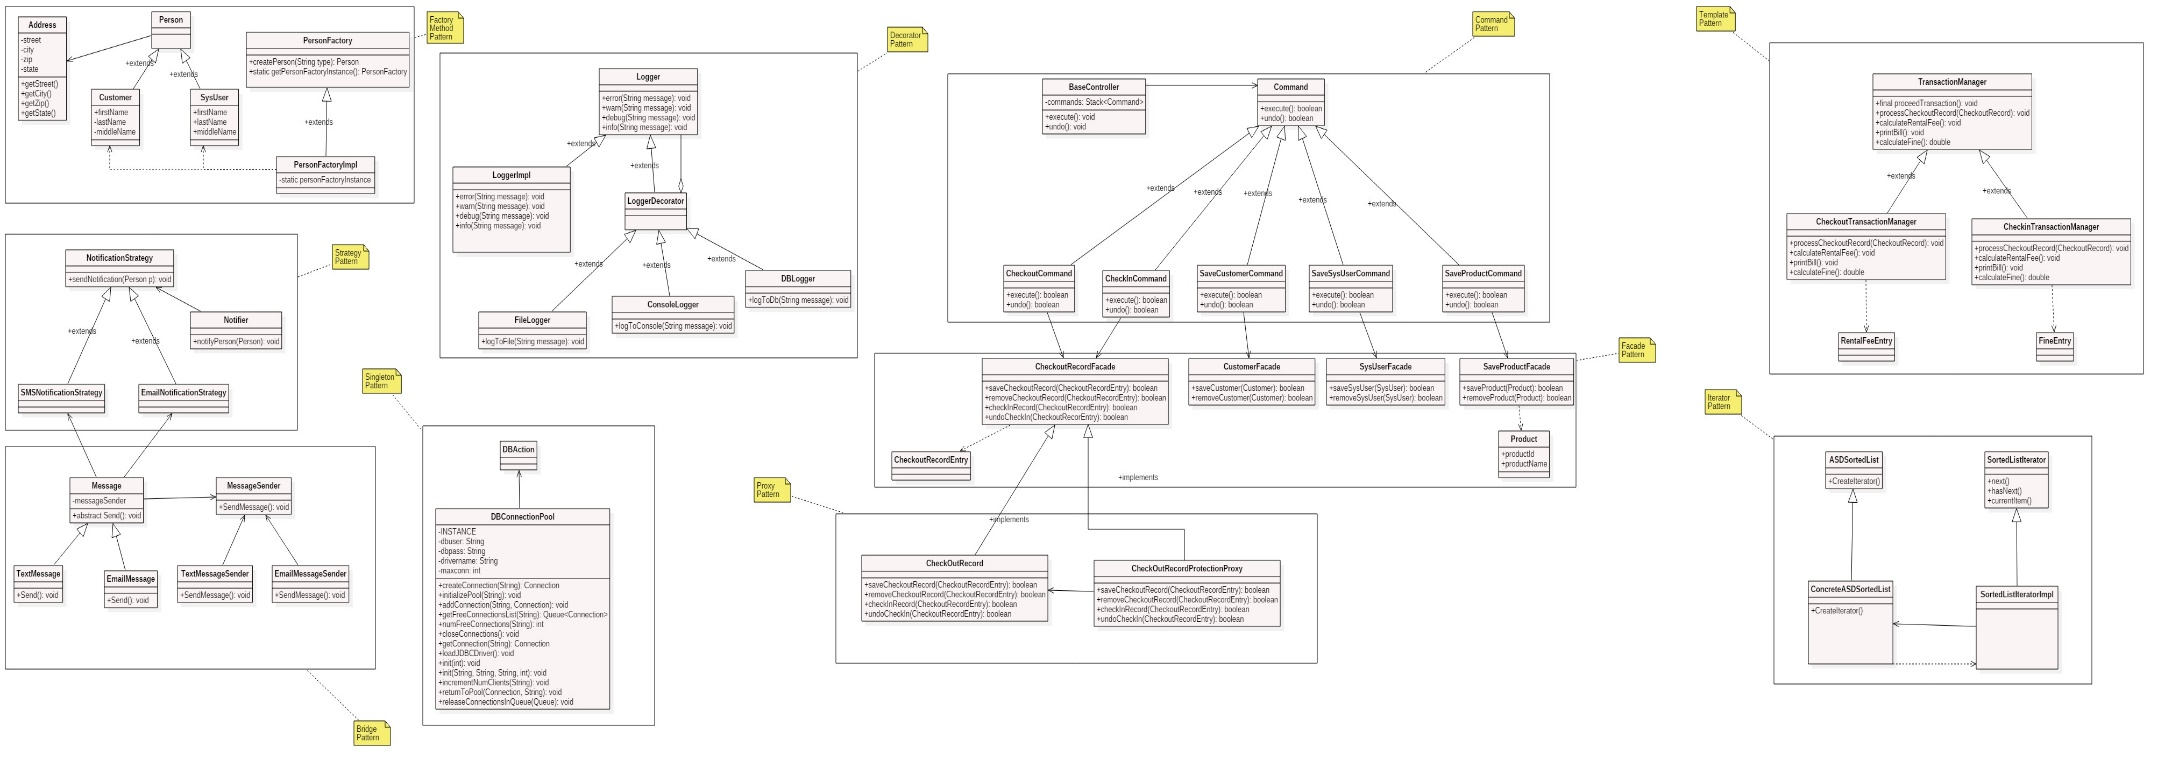 Address
-street
-city
-zip
-state
+getStreet()
+getCity()
+getZip()
+getState()
Person
+extends
+extends
Customer
+firstName
-lastName
-middleName
SysUser
+firstName
+lastName
+middleName
PersonFactory
+createPerson(String type): Person
+static getPersonFactoryInstance(): PersonFactory
+extends
PersonFactoryImpl
-static personFactoryInstance
Factory
Method
Pattern
NotificationStrategy
+sendNotification(Person p): void
Notifier
+notifyPerson(Person): void
+extends
+extends
SMSNotificationStrategy
EmailNotificationStrategy
Strategy
Pattern
Message
-messageSender
+abstract Send(): void
MessageSender
+SendMessage(): void
TextMessage
+Send(): void
EmailMessage
+Send(): void
TextMessageSender
+SendMessage(): void
EmailMessageSender
+SendMessage(): void
Bridge
Pattern
Decorator
Pattern
Logger
+error(String message): void
+warn(String message): void
+debug(String message): void
+info(String message): void
+extends
+extends
LoggerImpl
+error(String message): void
+warn(String message): void
+debug(String message): void
+info(String message): void
LoggerDecorator
+extends
+extends
+extends
FileLogger
+logToFile(String message): void
ConsoleLogger
+logToConsole(String message): void
DBLogger
+logToDb(String message): void
Singleton
Pattern
DBAction
DBConnectionPool
-INSTANCE
-dbuser: String
-dbpass: String
-drivername: String
-maxconn: int
+createConnection(String): Connection
+initializePool(String): void
+addConnection(String, Connection): void
+getFreeConnectionsList(String): Queue<Connection>
+numFreeConnections(String): int
+closeConnections(): void
+getConnection(String): Connection
+loadJDBCDriver(): void
+init(int): void
+init(String, String, String, int): void
+incrementNumClients(String): void
+returnToPool(Connection, String): void
+releaseConnectionsInQueue(Queue): void
Command
Pattern
BaseController
-commands: Stack<Command>
+execute(): void
+undo(): void
Command
+execute(): boolean
+undo(): boolean
+extends
+extends
+extends
+extends
+extends
CheckoutCommand
+execute(): boolean
+undo(): boolean
CheckInCommand
+execute(): boolean
+undo(): boolean
SaveCustomerCommand
+execute(): boolean
+undo(): boolean
SaveSysUserCommand
+execute(): boolean
+undo(): boolean
SaveProductCommand
+execute(): boolean
+undo(): boolean
Facade
Pattern
CheckoutRecordFacade
+saveCheckoutRecord(CheckoutRecordEntry): boolean
+removeCheckoutRecord(CheckoutRecordEntry): boolean
+checkInRecord(CheckoutRecordEntry): boolean
+undoCheckIn(CheckoutRecorEntry): boolean
CustomerFacade
+saveCustomer(Customer): boolean
+removeCustomer(Customer): boolean
SysUserFacade
+saveSysUser(SysUser): boolean
+removeSysUser(SysUser): boolean
SaveProductFacade
+saveProduct(Product): boolean
+removeProduct(Product): boolean
CheckoutRecordEntry
Product
+productId
+productName
Proxy
Pattern
+implements
+implements
CheckOutRecord
+saveCheckoutRecord(CheckoutRecordEntry): boolean
+removeCheckoutRecord(CheckoutRecordEntry): boolean
+checkInRecord(CheckoutRecordEntry): boolean
+undoCheckIn(CheckoutRecordEntry): boolean
CheckOutRecordProtectionProxy
+saveCheckoutRecord(CheckoutRecordEntry): boolean
+removeCheckoutRecord(CheckoutRecordEntry): boolean
+checkInRecord(CheckoutRecordEntry): boolean
+undoCheckIn(CheckoutRecordEntry): boolean
Template
Pattern
TransactionManager
+final proceedTransaction(): void
+processCheckoutRecord(CheckoutRecord): void
+calculateRentalFee(): void
+printBill(): void
+calculateFine(): double
+extends
+extends
CheckoutTransactionManager
+processCheckoutRecord(CheckoutRecord): void
+calculateRentalFee(): void
+printBill(): void
+calculateFine(): double
CheckinTransactionManager
+processCheckoutRecord(CheckoutRecord): void
+calculateRentalFee(): void
+printBill(): void
+calculateFine(): double
RentalFeeEntry
FineEntry
Iterator
Pattern
ASDSortedList
+CreateIterator()
SortedListIterator
+next()
+hasNext()
+currentItem()
ConcreteASDSortedList
+CreateIterator()
SortedListIteratorImpl